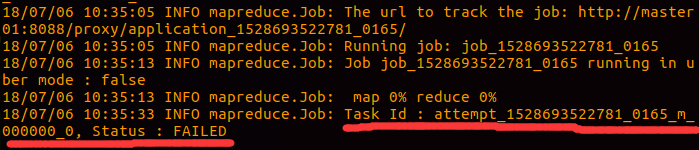 18/07/06 10:35:05 INFO mapreduce.Job: The url to track the job: http://master
01:8088/proxy/application_1528693522781_0165/
18/07/06 10:35:05 INFO mapreduce.Job: Running job: job_1528693522781_0165
18/07/06 10:35:13 INFO mapreduce.Job: Job job_1528693522781_0165 running in u
ber mode : false
18/07/06 10:35:13 INFO mapreduce.Job:  map 0% reduce 0%
18/07/06 10:35:33 INFO mapreduce.Job: Task Id : attempt_1528693522781_0165_m_
000000_0, Status : FAILED